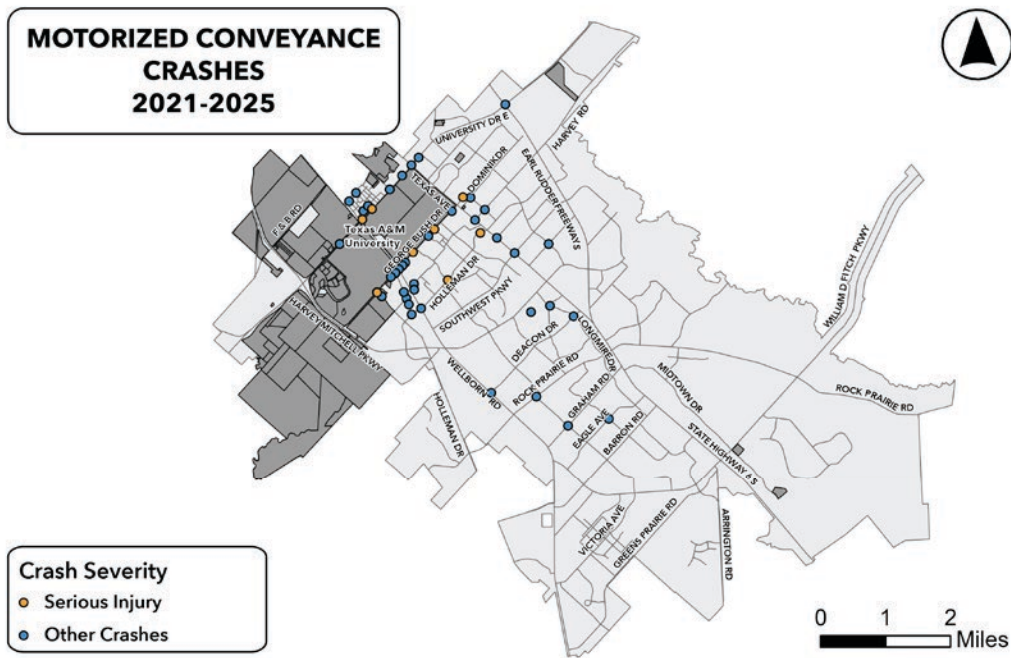 MOTORIZED CONVEYANCE
CRASHES
2021-2025
UNIVERSITY DR E
HARVEY RD
DOMINIK DR
EARL RUDDER FREEWAY S
TEXAS AVE
F & B RD
Texas A&M
University
GEORGE BUSH DR E
HOLLEMAN DR
SOUTHWEST PKWY
WILLIAM D FITCH PKWY
HARVEY MITCHELL PKWY
DEACON DR
LONGMIRE DR
WELLBORN RD
ROCK PRAIRIE RD
GRAHAM RD
MIDTOWN DR
ROCK PRAIRIE RD
HOLLEMAN DR
EAGLE AVE
BARRON RD
STATE HIGHWAY 6 S
VICTORIA AVE
GREENS PRAIRIE RD
ARRINGTON RD
Crash Severity
Serious Injury
Other Crashes
0 1 2
Miles